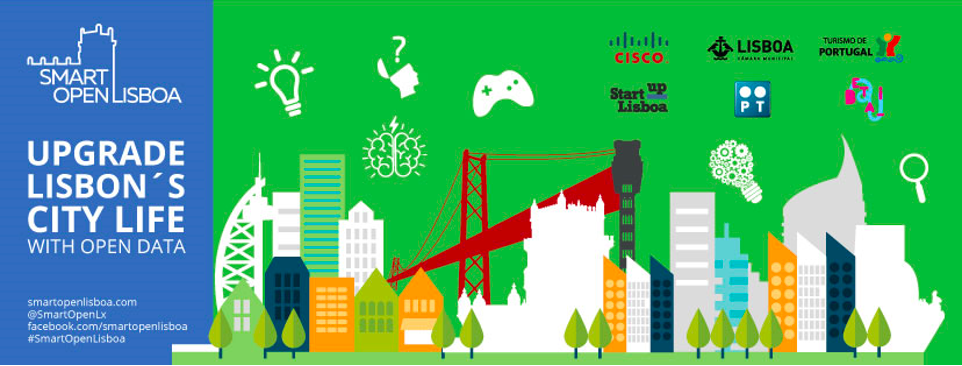 SMART
OPEN LISBOA
UPGRADE
LISBON´S
CITY LIFE
WITH OPEN DATA
smartopenlisboa.com
@SmartOpenLx
facebook.com/smartopenlisboa
#SmartOpenLisboa
?
CISCO
LISBOA
CÂMARA MUNICIPAL
TURISMO DE
PORTUGAL
Start up
Lisboa
PT